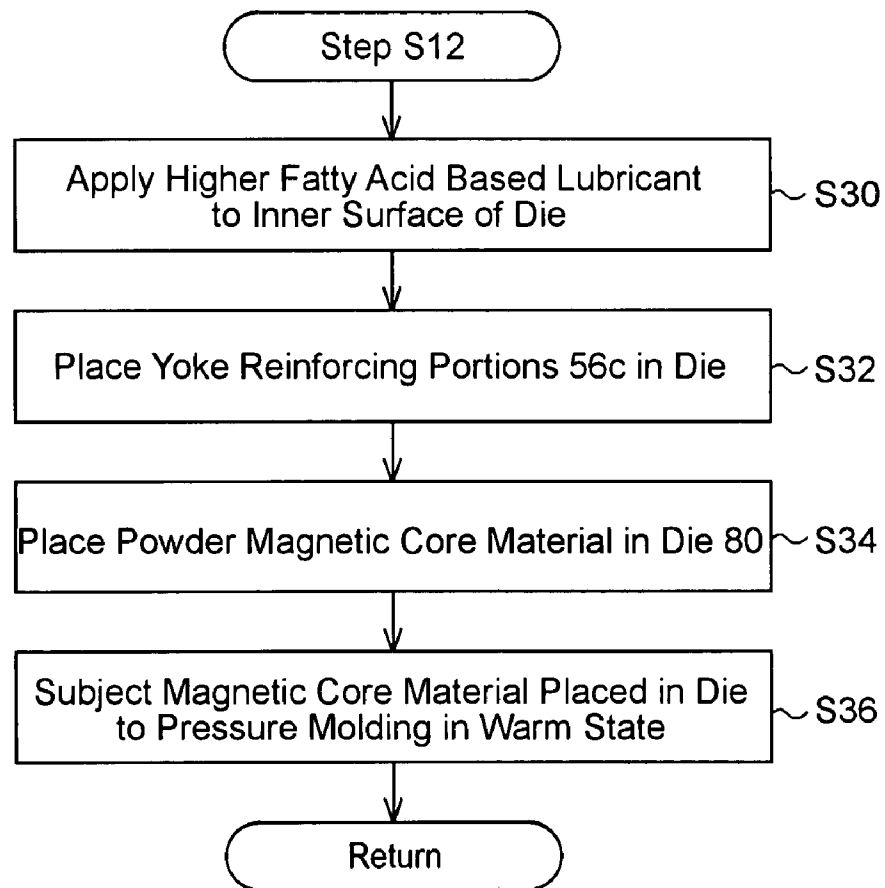 Step S12
Apply Higher Fatty Acid Based Lubricant
to Inner Surface of Die
S30
Place Yoke Reinforcing Portions 56c in Die
S32
Place Powder Magnetic Core Material in Die 80
S34
Subject Magnetic Core Material Placed in Die
to Pressure Molding in Warm State
S36
Return